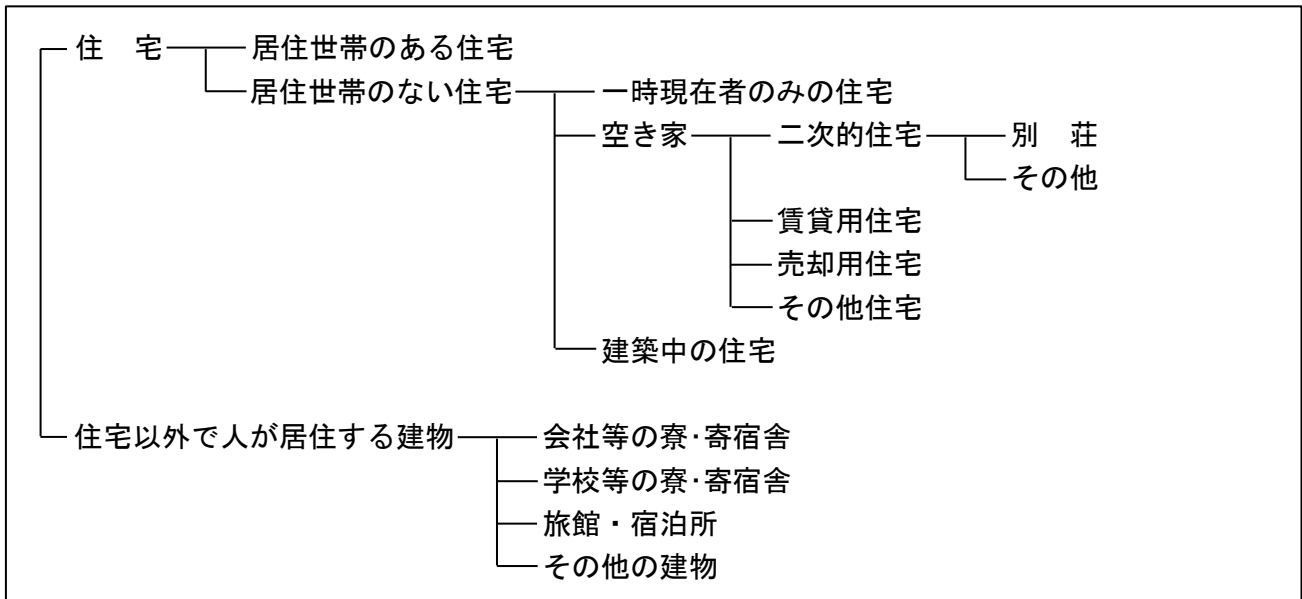 住　宅 居住世帯のある住宅
居住世帯のない住宅 一時現在者のみの住宅
空き家 二次的住宅 別　荘
その他
賃貸用住宅
売却用住宅
その他住宅
建築中の住宅
住宅以外で人が居住する建物 会社等の寮･寄宿舎
学校等の寮･寄宿舎
旅館・宿泊所
その他の建物